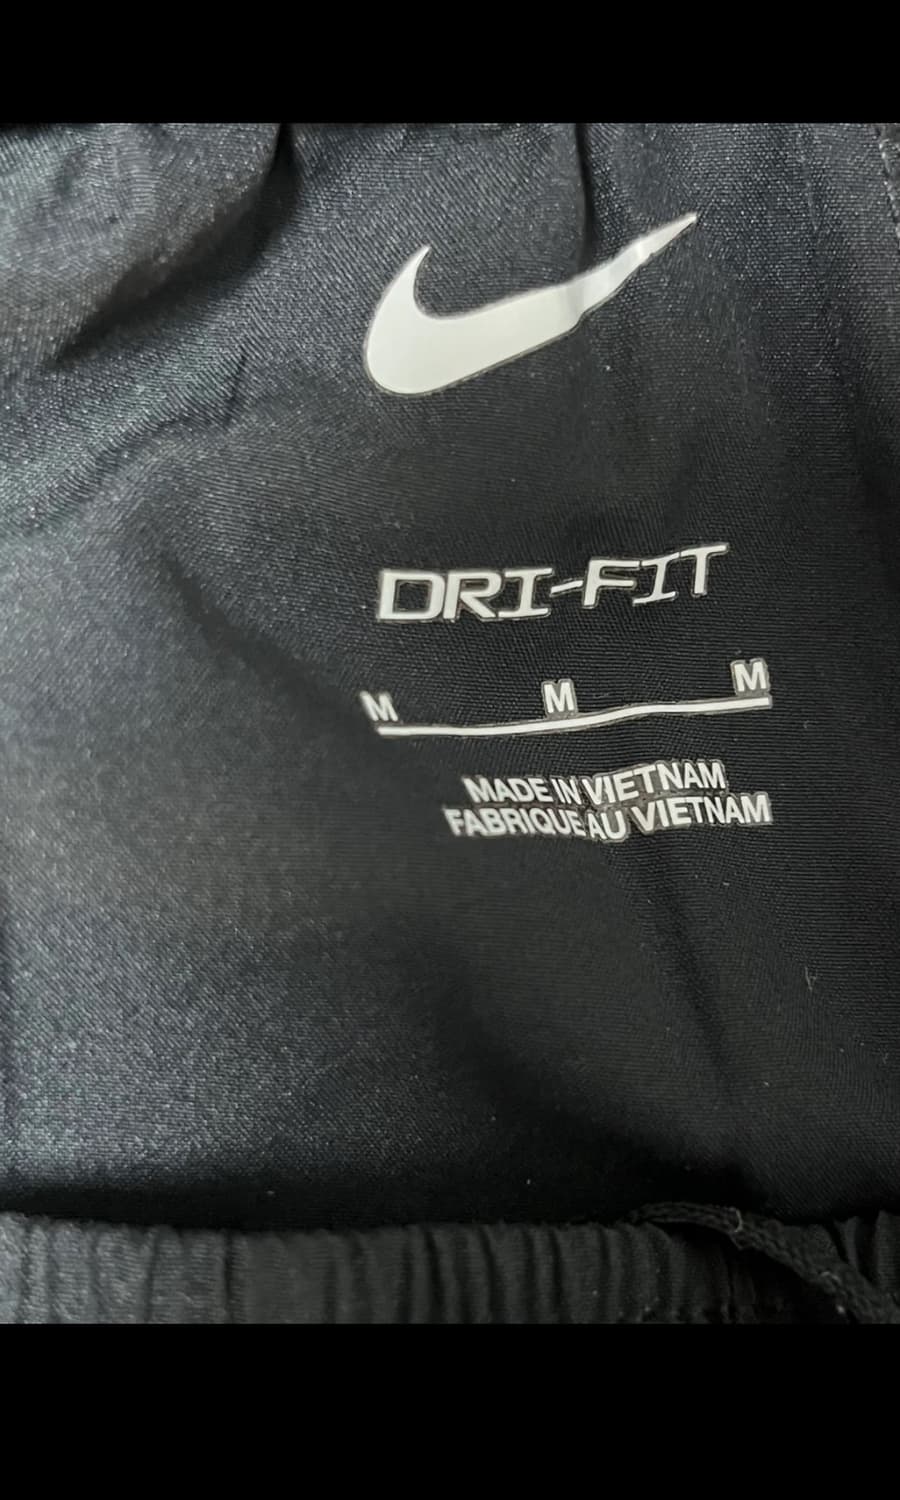 DRI-FIT
M M M
MADE IN VIETNAM
FABRIQUE AU VIETNAM